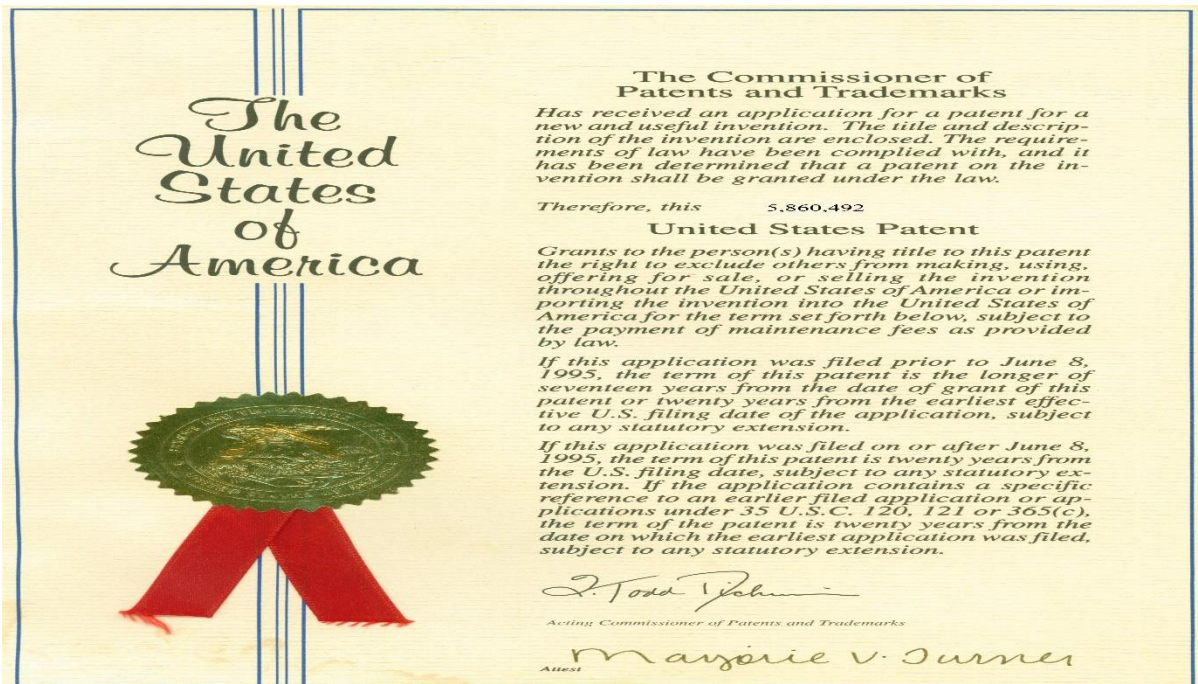 The
United
States
of
America
The Commissioner of
Patents and Trademarks
Has received an application for a patent for a
new and useful invention. The title and descrip-
tion of the invention are enclosed. The require-
ments of law have been complied with, and it
has been determined that a patent on the in-
vention shall be granted under the law.
Therefore, this 5,860,492
United States Patent
Grants to the person(s) having title to this patent
the right to exclude others from making, using,
offering for sale, or selling the invention
throughout the United States of America or im-
porting the invention into the United States of
America for the term set forth below, subject to
the payment of maintenance fees as provided
by law.
If this application was filed prior to June 8,
1995, the term of this patent is the longer of
seventeen years from the date of grant of this
patent or twenty years from the earliest effec-
tive U.S. filing date of the application, subject
to any statutory extension.
If this application was filed on or after June 8,
1995, the term of this patent is twenty years from
the U.S. filing date, subject to any statutory ex-
tension. If the application contains a specific
reference to an earlier filed application or ap-
plications under 35 U.S.C. 120, 121 or 365(c),
the term of the patent is twenty years from the
date on which the earliest application was filed,
subject to any statutory extension.
Todd
Acting Commissioner of Patents and Trademarks
Marjorie V. Turner
Attest